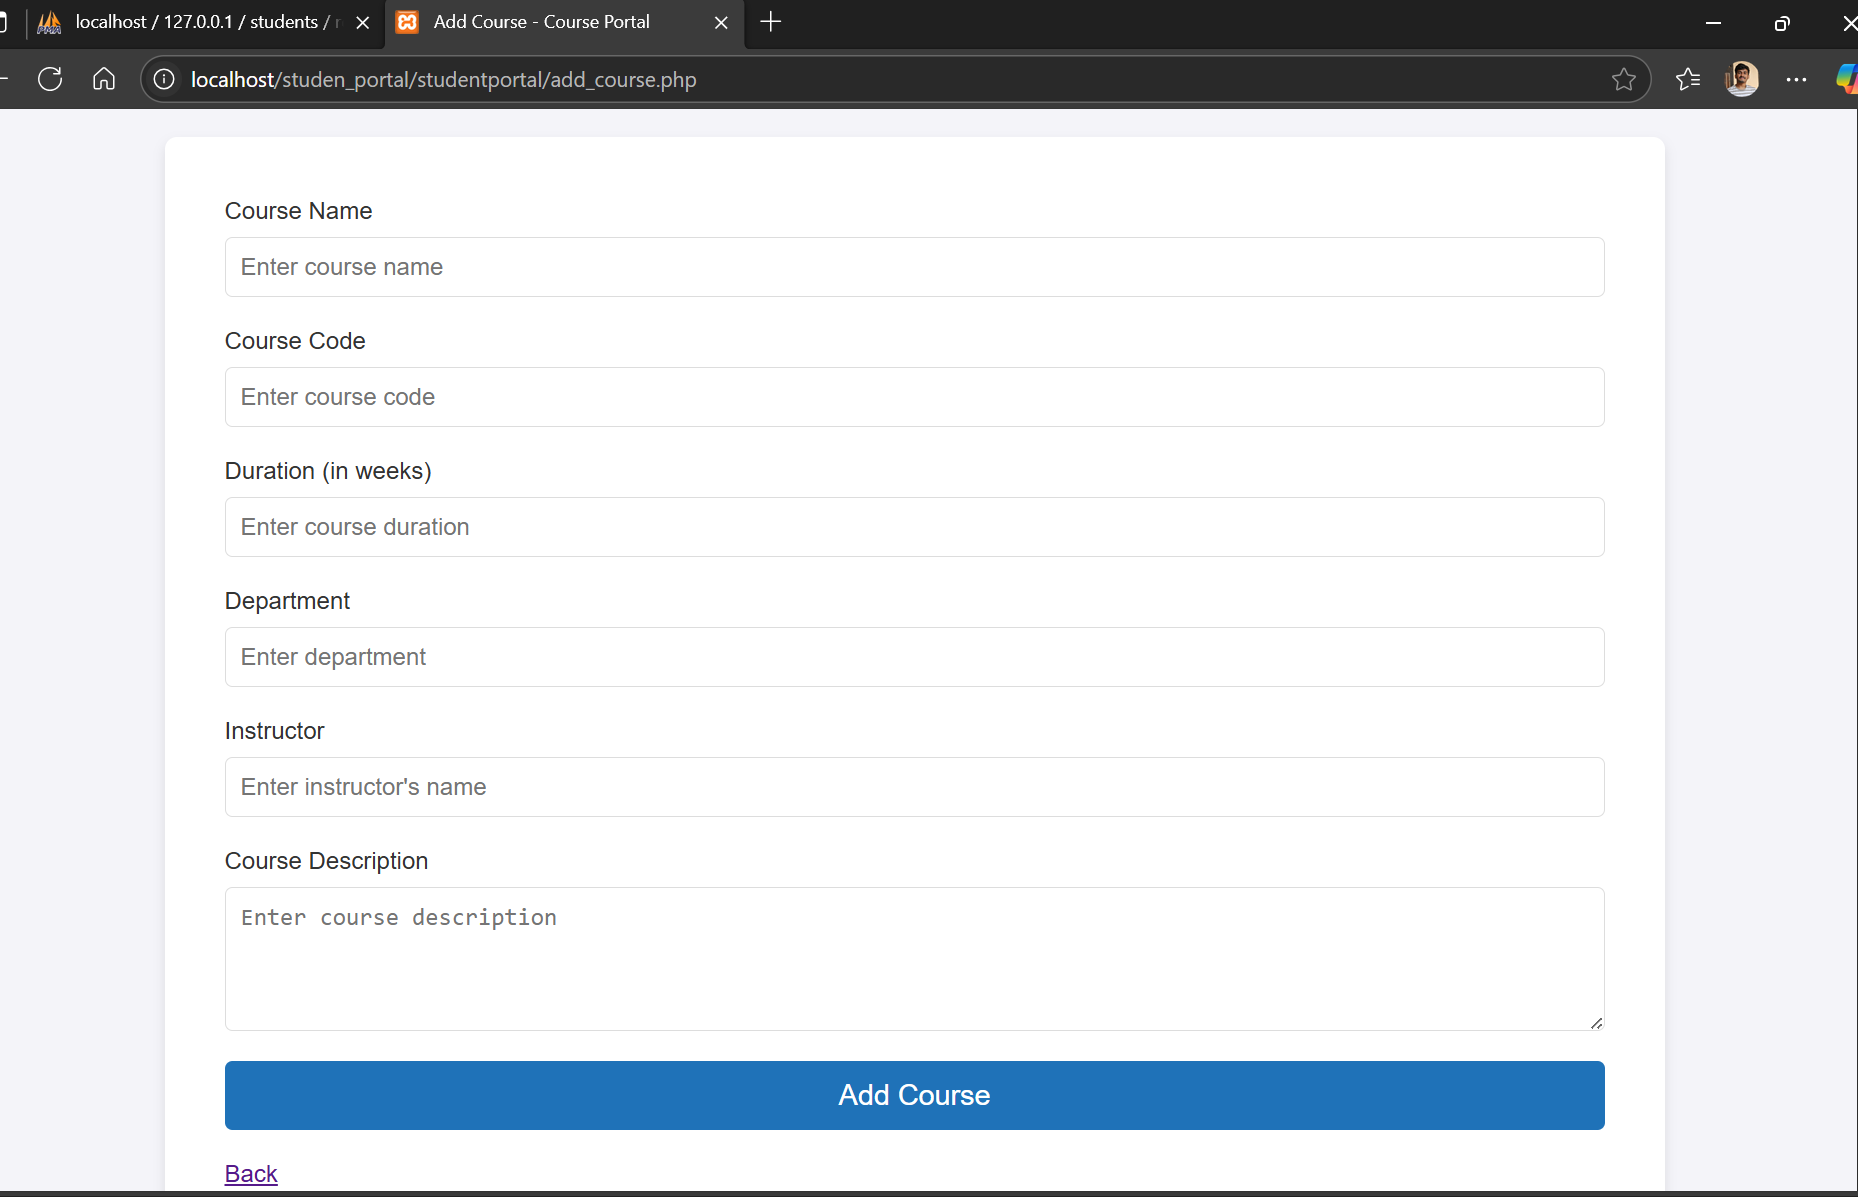 localhost / 127.0.0.1 / students /
Add Course - Course Portal
localhost/studen_portal/studentportal/add_course.php
Course Name
Enter course name
Course Code
Enter course code
Duration (in weeks)
Enter course duration
Department
Enter department
Instructor
Enter instructor's name
Course Description
Enter course description
Add Course
Back